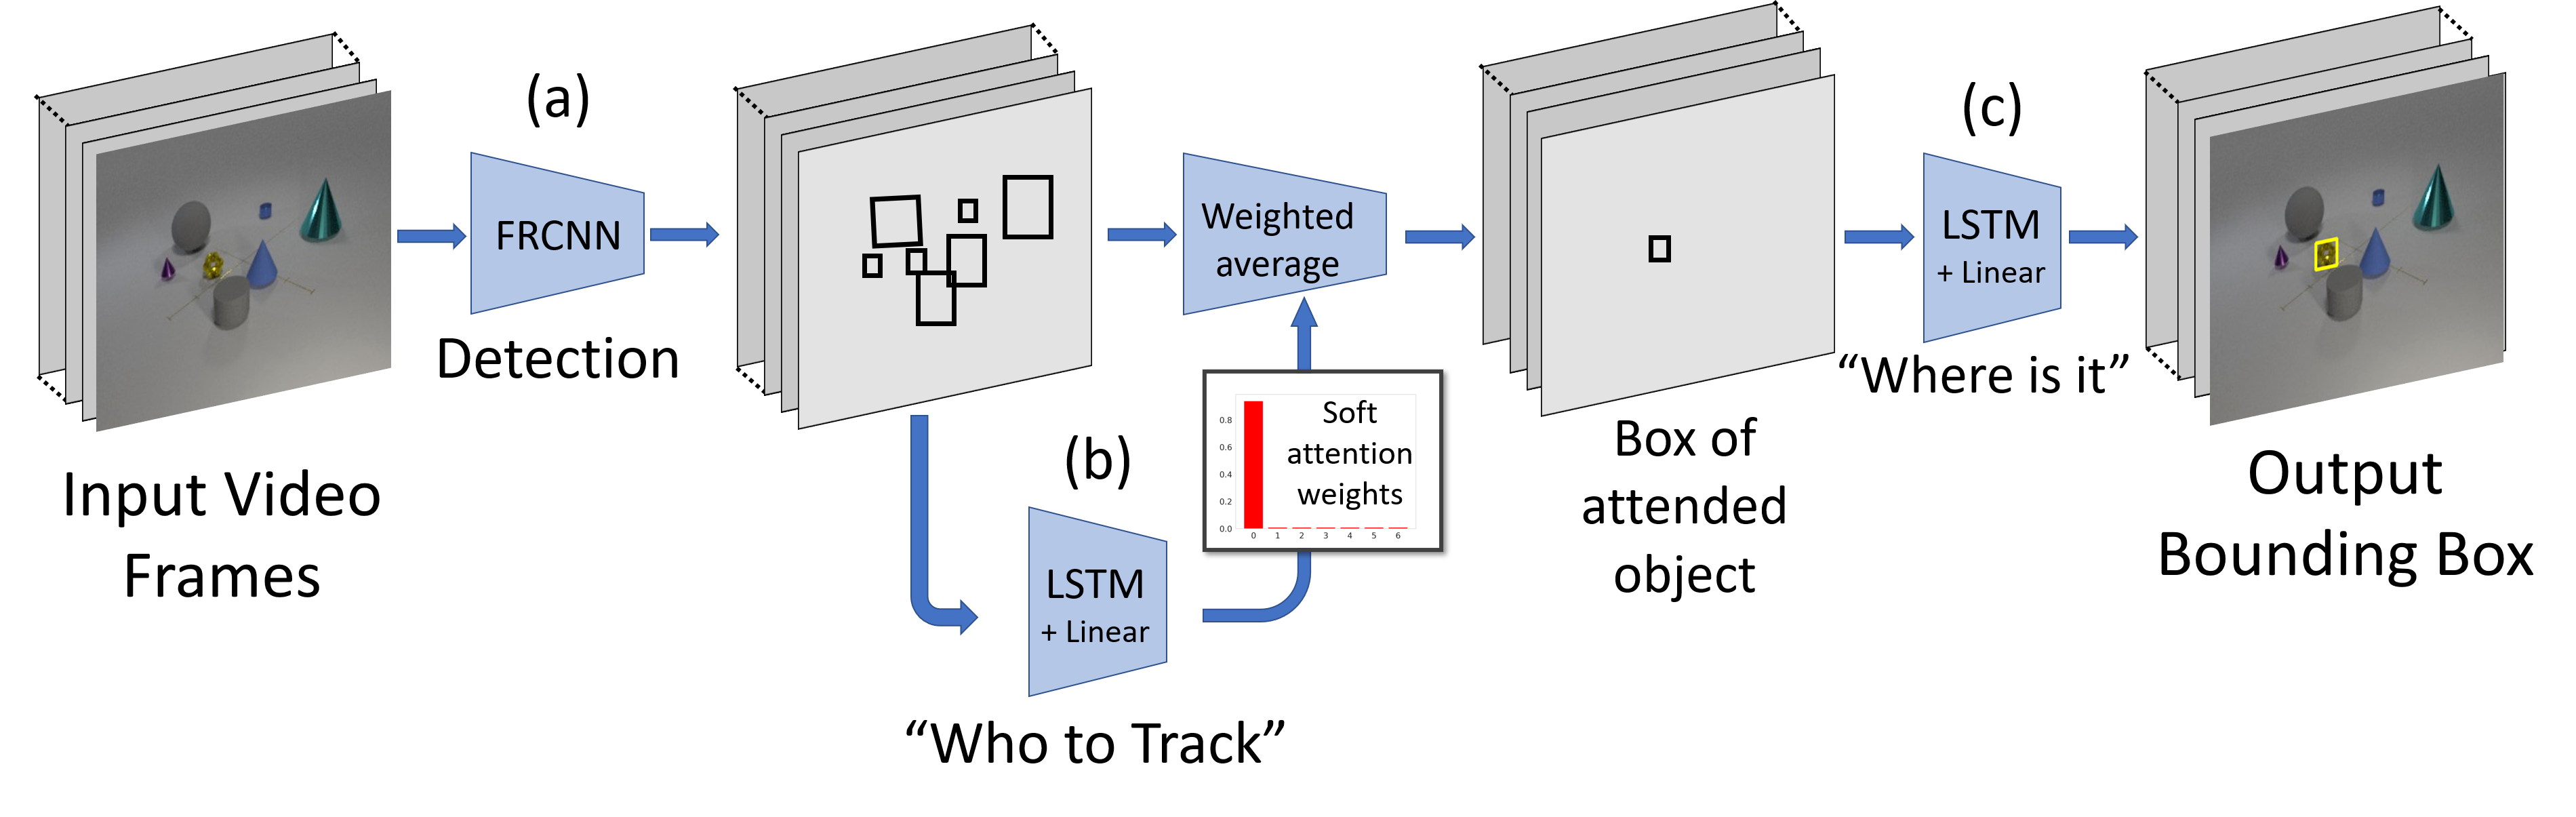 (a)
FRCNN
Detection
Input Video
Frames
(b)
LSTM
+ Linear
“Who to Track”
Weighted
average
Soft
attention
weights
0.8
0.6
0.4
0.2
0.0
0 1 2 3 4 5 6
Box of
attended
object
(c)
LSTM
+ Linear
“Where is it”
Output
Bounding Box